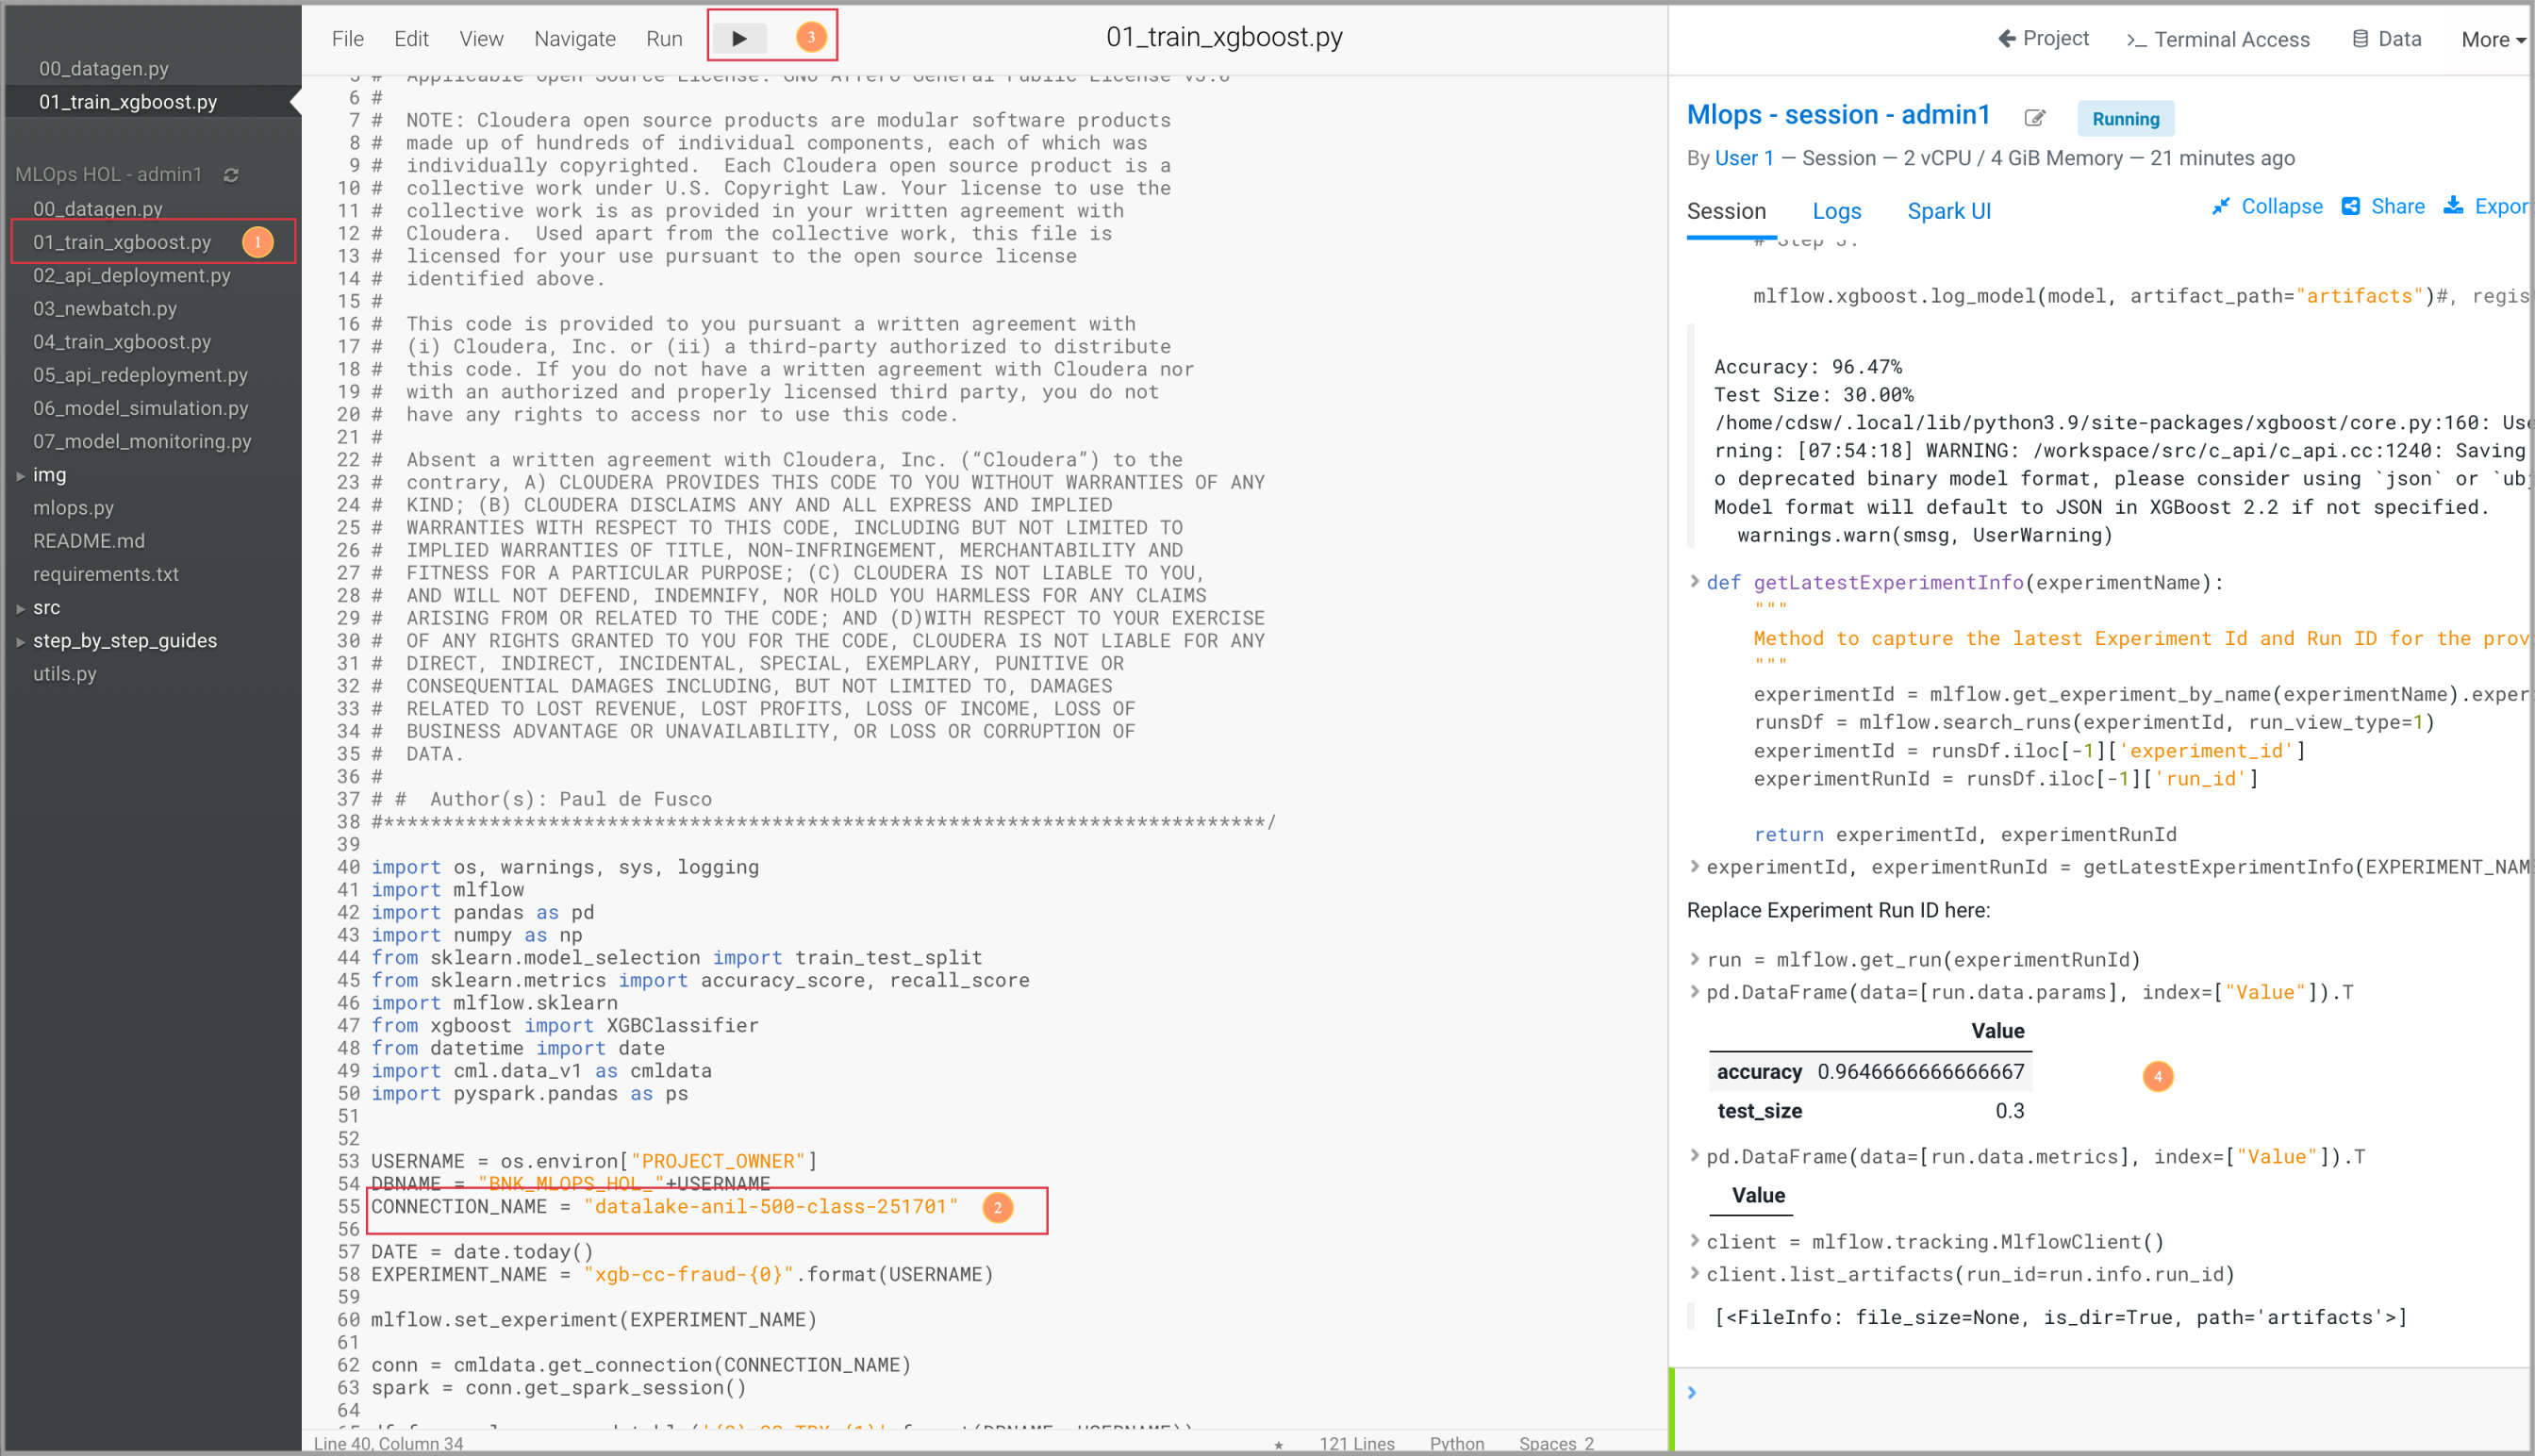 00_datagen.py
01_train_xgboost.py
MLOps HOL - admin1
00_datagen.py
01_train_xgboost.py 1
02_api_deployment.py
03_newbatch.py
04_train_xgboost.py
05_api_redeployment.py
06_model_simulation.py
07_model_monitoring.py
img
mlops.py
README.md
requirements.txt
src
step_by_step_guides
utils.py
File Edit View Navigate Run 3 01_train_xgboost.py
5 # Applicable Open Source License: GNU Affero General Public License v3.0
6 #
7 # NOTE: Cloudera open source products are modular software products
8 # made up of hundreds of individual components, each of which was
9 # individually copyrighted. Each Cloudera open source product is a
10 # collective work under U.S. Copyright Law. Your license to use the
11 # collective work is as provided in your written agreement with
12 # Cloudera. Used apart from the collective work, this file is
13 # licensed for your use pursuant to the open source license
14 # identified above.
15 #
16 # This code is provided to you pursuant a written agreement with
17 # (i) Cloudera, Inc. or (ii) a third-party authorized to distribute
18 # this code. If you do not have a written agreement with Cloudera nor
19 # with an authorized and properly licensed third party, you do not
20 # have any rights to access nor to use this code.
21 #
22 # Absent a written agreement with Cloudera, Inc. (“Cloudera”) to the
23 # contrary, A) CLOUDERA PROVIDES THIS CODE TO YOU WITHOUT WARRANTIES OF ANY
24 # KIND; (B) CLOUDERA DISCLAIMS ANY AND ALL EXPRESS AND IMPLIED
25 # WARRANTIES WITH RESPECT TO THIS CODE, INCLUDING BUT NOT LIMITED TO
26 # IMPLIED WARRANTIES OF TITLE, NON-INFRINGEMENT, MERCHANTABILITY AND
27 # FITNESS FOR A PARTICULAR PURPOSE; (C) CLOUDERA IS NOT LIABLE TO YOU,
28 # AND WILL NOT DEFEND, INDEMNIFY, NOR HOLD YOU HARMLESS FOR ANY CLAIMS
29 # ARISING FROM OR RELATED TO THE CODE; AND (D)WITH RESPECT TO YOUR EXERCISE
30 # OF ANY RIGHTS GRANTED TO YOU FOR THE CODE, CLOUDERA IS NOT LIABLE FOR ANY
31 # DIRECT, INDIRECT, INCIDENTAL, SPECIAL, EXEMPLARY, PUNITIVE OR
32 # CONSEQUENTIAL DAMAGES INCLUDING, BUT NOT LIMITED TO, DAMAGES
33 # RELATED TO LOST REVENUE, LOST PROFITS, LOSS OF INCOME, LOSS OF
34 # BUSINESS ADVANTAGE OR UNAVAILABILITY, OR LOSS OR CORRUPTION OF
35 # DATA.
36 #
37 # # Author(s): Paul de Fusco
38 #***************************************************************************/
39
40 import os, warnings, sys, logging
41 import mlflow
42 import pandas as pd
43 import numpy as np
44 from sklearn.model_selection import train_test_split
45 from sklearn.metrics import accuracy_score, recall_score
46 import mlflow.sklearn
47 from xgboost import XGBClassifier
48 from datetime import date
49 import cml.data_v1 as cmldata
50 import pyspark.pandas as ps
51
52
53 USERNAME = os.environ["PROJECT_OWNER"]
54 DBNAME = "BNK_MLOPS_HOL_"+USERNAME
55 CONNECTION_NAME = "datalake-anil-500-class-251701" 2
56
57 DATE = date.today()
58 EXPERIMENT_NAME = "xgb-cc-fraud-{0}".format(USERNAME)
59
60 mlflow.set_experiment(EXPERIMENT_NAME)
61
62 conn = cmldata.get_connection(CONNECTION_NAME)
63 spark = conn.get_spark_session()
64
Line 40, Column 34 ★ 121 Lines Python Spaces 2
Project Terminal Access Data More
Mlops - session - admin1 Running
By User 1 — Session — 2 vCPU / 4 GiB Memory — 21 minutes ago
Session Logs Spark UI Collapse Share Expor
# Step 3:
mlflow.xgboost.log_model(model, artifact_path="artifacts")#, regis
Accuracy: 96.47%
Test Size: 30.00%
/home/cdsw/.local/lib/python3.9/site-packages/xgboost/core.py:160: Use
rning: [07:54:18] WARNING: /workspace/src/c_api/c_api.cc:1240: Saving
o deprecated binary model format, please consider using `json` or `ubj
Model format will default to JSON in XGBoost 2.2 if not specified.
warnings.warn(smsg, UserWarning)
def getLatestExperimentInfo(experimentName):
"""
Method to capture the latest Experiment Id and Run ID for the prov
"""
experimentId = mlflow.get_experiment_by_name(experimentName).exper
runsDf = mlflow.search_runs(experimentId, run_view_type=1)
experimentId = runsDf.iloc[-1]['experiment_id']
experimentRunId = runsDf.iloc[-1]['run_id']
return experimentId, experimentRunId
experimentId, experimentRunId = getLatestExperimentInfo(EXPERIMENT_NAM
Replace Experiment Run ID here:
run = mlflow.get_run(experimentRunId)
pd.DataFrame(data=[run.data.params], index=["Value"]).T
Value
accuracy 0.9646666666666667 4
test_size 0.3
pd.DataFrame(data=[run.data.metrics], index=["Value"]).T
Value
client = mlflow.tracking.MlflowClient()
client.list_artifacts(run_id=run.info.run_id)
[<FileInfo: file_size=None, is_dir=True, path='artifacts'>]